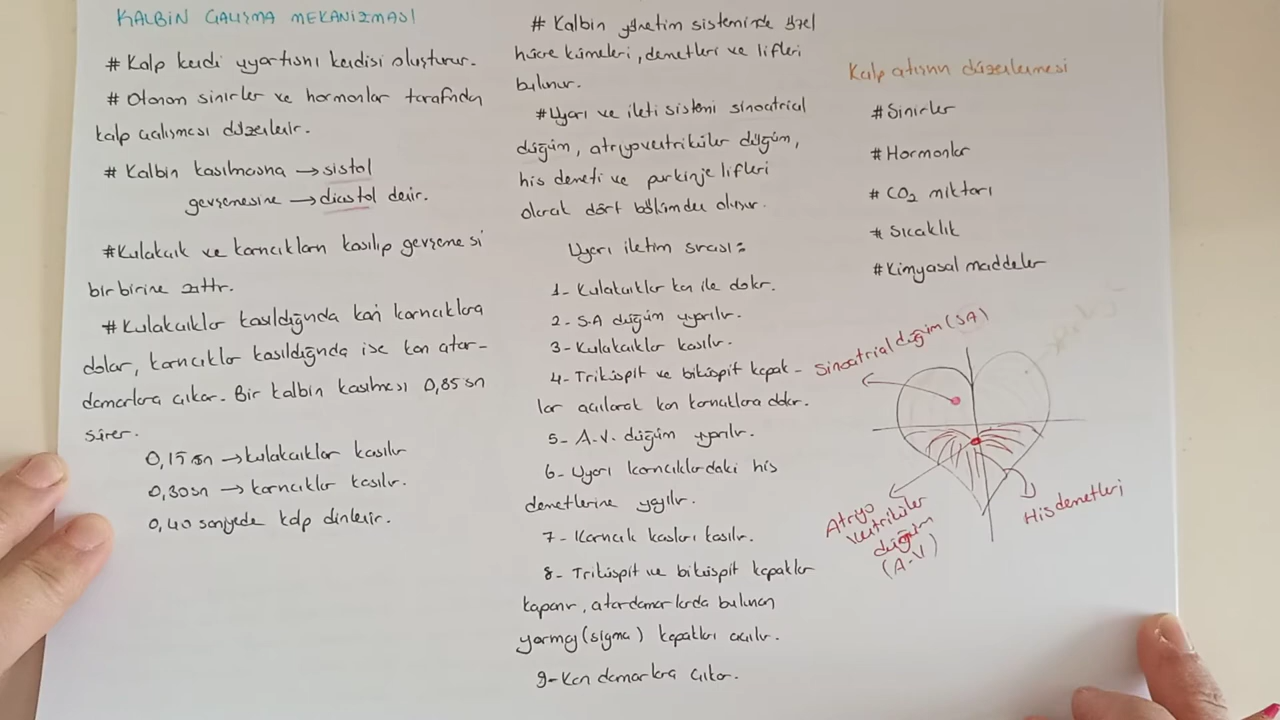 KALBİN ÇALIŞMA MEKANİZMASI
# Kalp kendi uyartısını kendisi oluşturur.
# Otonom sinirler ve hormonlar tarafından
kalp çalışması düzenlenir.
# Kalbin kasılmasına → sistol
gevşemesine → diastol denir.
# Kulakçık ve karıncıkların kasılıp gevşemesi
birbirine zıttır.
# Kulakçıklar kasıldığında kan karıncıklara
dolar, karıncıklar kasıldığında ise kan atar-
damarlara çıkar. Bir kalbin kasılması 0,85 sn
sürer.
0,15 sn → kulakcıklar kasılır
0,30 sn → karıncıklar kasılır.
0,40 saniyede kalp dinlenir.
# Kalbin yönetim sisteminde özel
hücre kümeleri, demetleri ve lifleri
bulunur.
# Uyarı ve ileti sistemi sinoatrial
düğüm, atriyoventriküler düğüm,
his demeti ve purkinje lifleri
olarak dört bölümden oluşur.
Uyarı iletim sırası:
1- Kulakcıklar kan ile dolar.
2- S.A düğüm uyarılır.
3- Kulakcıklar kasılır.
4- Triküspit ve biküspit kapak-
lar açılarak kan karıncıklara dolar.
5- A.V. düğüm uyarılır.
6- Uyarı karıncıklardaki his
demetlerine yayılır.
7- Karıncık kasları kasılır.
8- Triküspit ve biküspit kapaklar
kapanır, atardamarlarda bulunan
yarımay (sigma) kapakları açılır.
9- Kan damarlara çıkar.
Kalp atışının düzenlenmesi
# Sinirler
# Hormonlar
# CO₂ miktarı
# Sıcaklık
# Kimyasal maddeler
Sinoatrial düğüm (SA)
Atriyo
ventriküler
düğüm
(A-V)
His demetleri